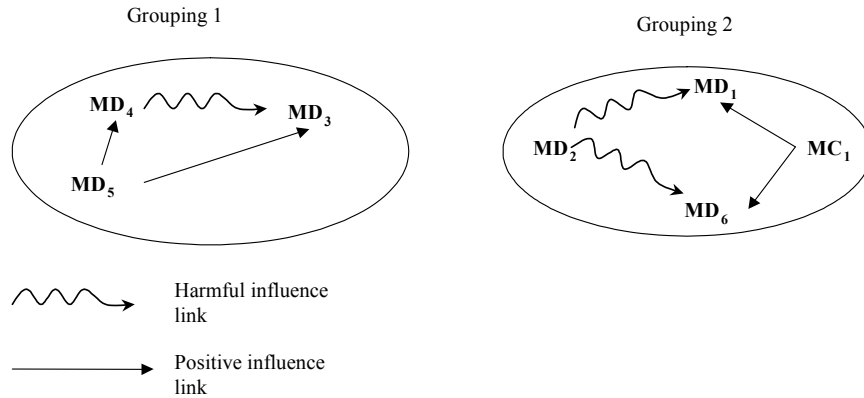 Grouping 1
Grouping 2
MD₄
MD₃
MD₅
MD₁
MD₂
MC₁
MD₆
Harmful influence
link
Positive influence
link